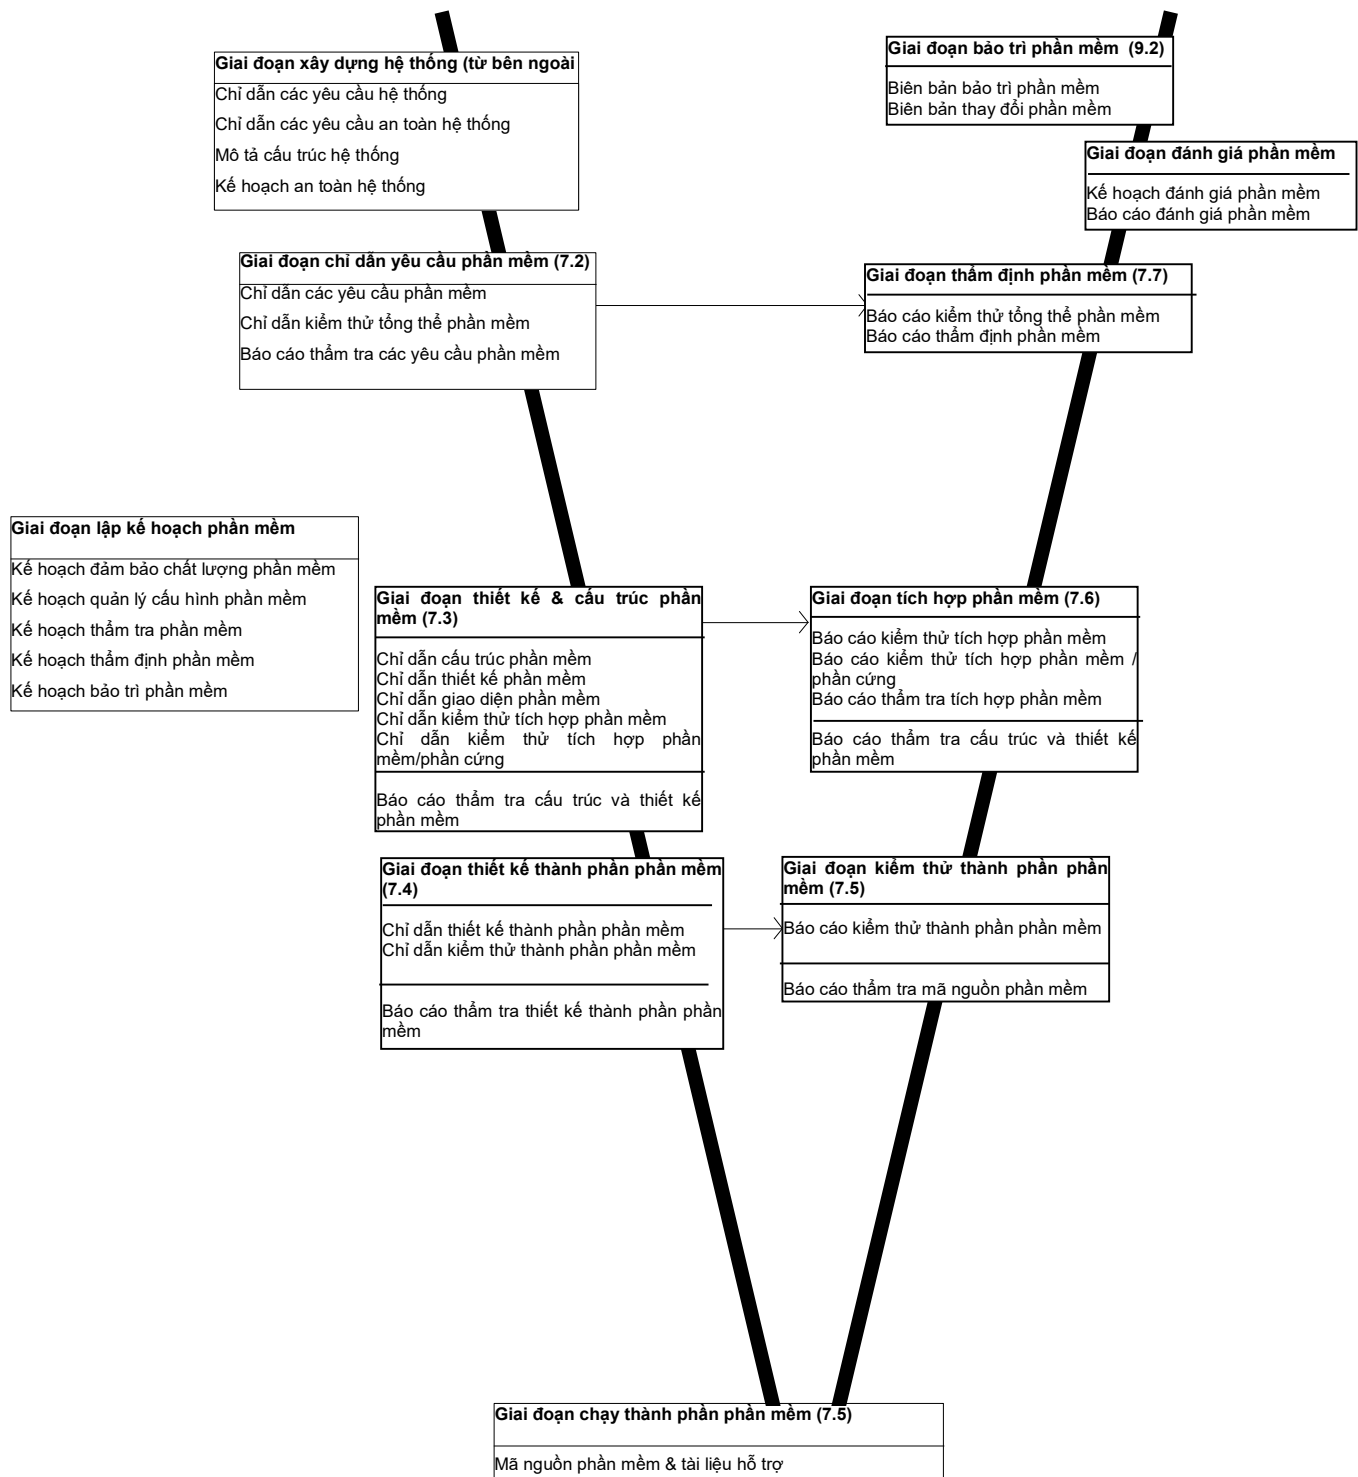 Giai đoạn xây dựng hệ thống (từ bên ngoài
Chỉ dẫn các yêu cầu hệ thống
Chỉ dẫn các yêu cầu an toàn hệ thống
Mô tả cấu trúc hệ thống
Kế hoạch an toàn hệ thống
Giai đoạn bảo trì phần mềm (9.2)
Biên bản bảo trì phần mềm
Biên bản thay đổi phần mềm
Giai đoạn đánh giá phần mềm
Kế hoạch đánh giá phần mềm
Báo cáo đánh giá phần mềm
Giai đoạn chỉ dẫn yêu cầu phần mềm (7.2)
Chỉ dẫn các yêu cầu phần mềm
Chỉ dẫn kiểm thử tổng thể phần mềm
Báo cáo thẩm tra các yêu cầu phần mềm
Giai đoạn thẩm định phần mềm (7.7)
Báo cáo kiểm thử tổng thể phần mềm
Báo cáo thẩm định phần mềm
Giai đoạn lập kế hoạch phần mềm
Kế hoạch đảm bảo chất lượng phần mềm
Kế hoạch quản lý cấu hình phần mềm
Kế hoạch thẩm tra phần mềm
Kế hoạch thẩm định phần mềm
Kế hoạch bảo trì phần mềm
Giai đoạn thiết kế & cấu trúc phần
mềm (7.3)
Chỉ dẫn cấu trúc phần mềm
Chỉ dẫn thiết kế phần mềm
Chỉ dẫn giao diện phần mềm
Chỉ dẫn kiểm thử tích hợp phần mềm
Chỉ dẫn kiểm thử tích hợp phần
mềm/phần cứng
Báo cáo thẩm tra cấu trúc và thiết kế
phần mềm
Giai đoạn tích hợp phần mềm (7.6)
Báo cáo kiểm thử tích hợp phần mềm
Báo cáo kiểm thử tích hợp phần mềm /
phần cứng
Báo cáo thẩm tra tích hợp phần mềm
Báo cáo thẩm tra cấu trúc và thiết kế
phần mềm
Giai đoạn thiết kế thành phần phần mềm
(7.4)
Chỉ dẫn thiết kế thành phần phần mềm
Chỉ dẫn kiểm thử thành phần phần mềm
Báo cáo thẩm tra thiết kế thành phần phần
mềm
Giai đoạn kiểm thử thành phần phần
mềm (7.5)
Báo cáo kiểm thử thành phần phần mềm
Báo cáo thẩm tra mã nguồn phần mềm
Giai đoạn chạy thành phần phần mềm (7.5)
Mã nguồn phần mềm & tài liệu hỗ trợ